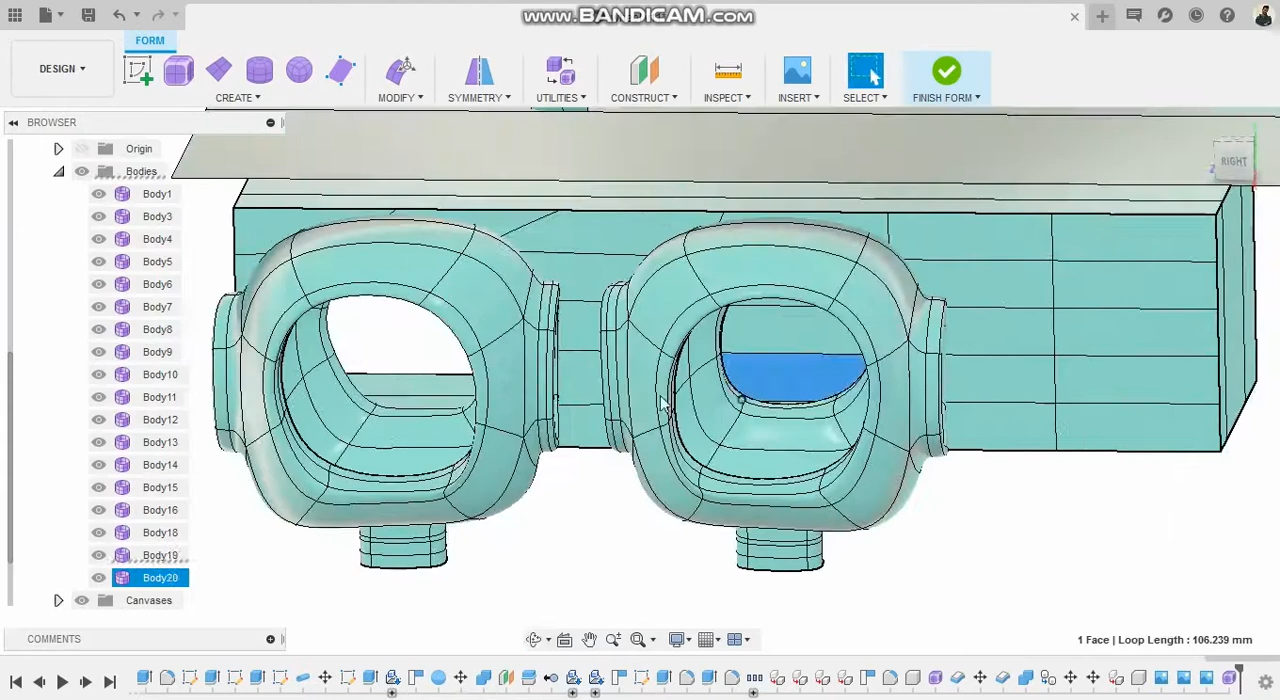 www.BANDICAM.com
FORM
DESIGN
CREATE
MODIFY
SYMMETRY
UTILITIES
CONSTRUCT
INSPECT
INSERT
SELECT
FINISH FORM
BROWSER
Origin
Bodies
Body1
Body3
Body4
Body5
Body6
Body7
Body8
Body9
Body10
Body11
Body12
Body13
Body14
Body15
Body16
Body18
Body19
Body20
Canvases
RIGHT
COMMENTS
1 Face | Loop Length : 106.239 mm